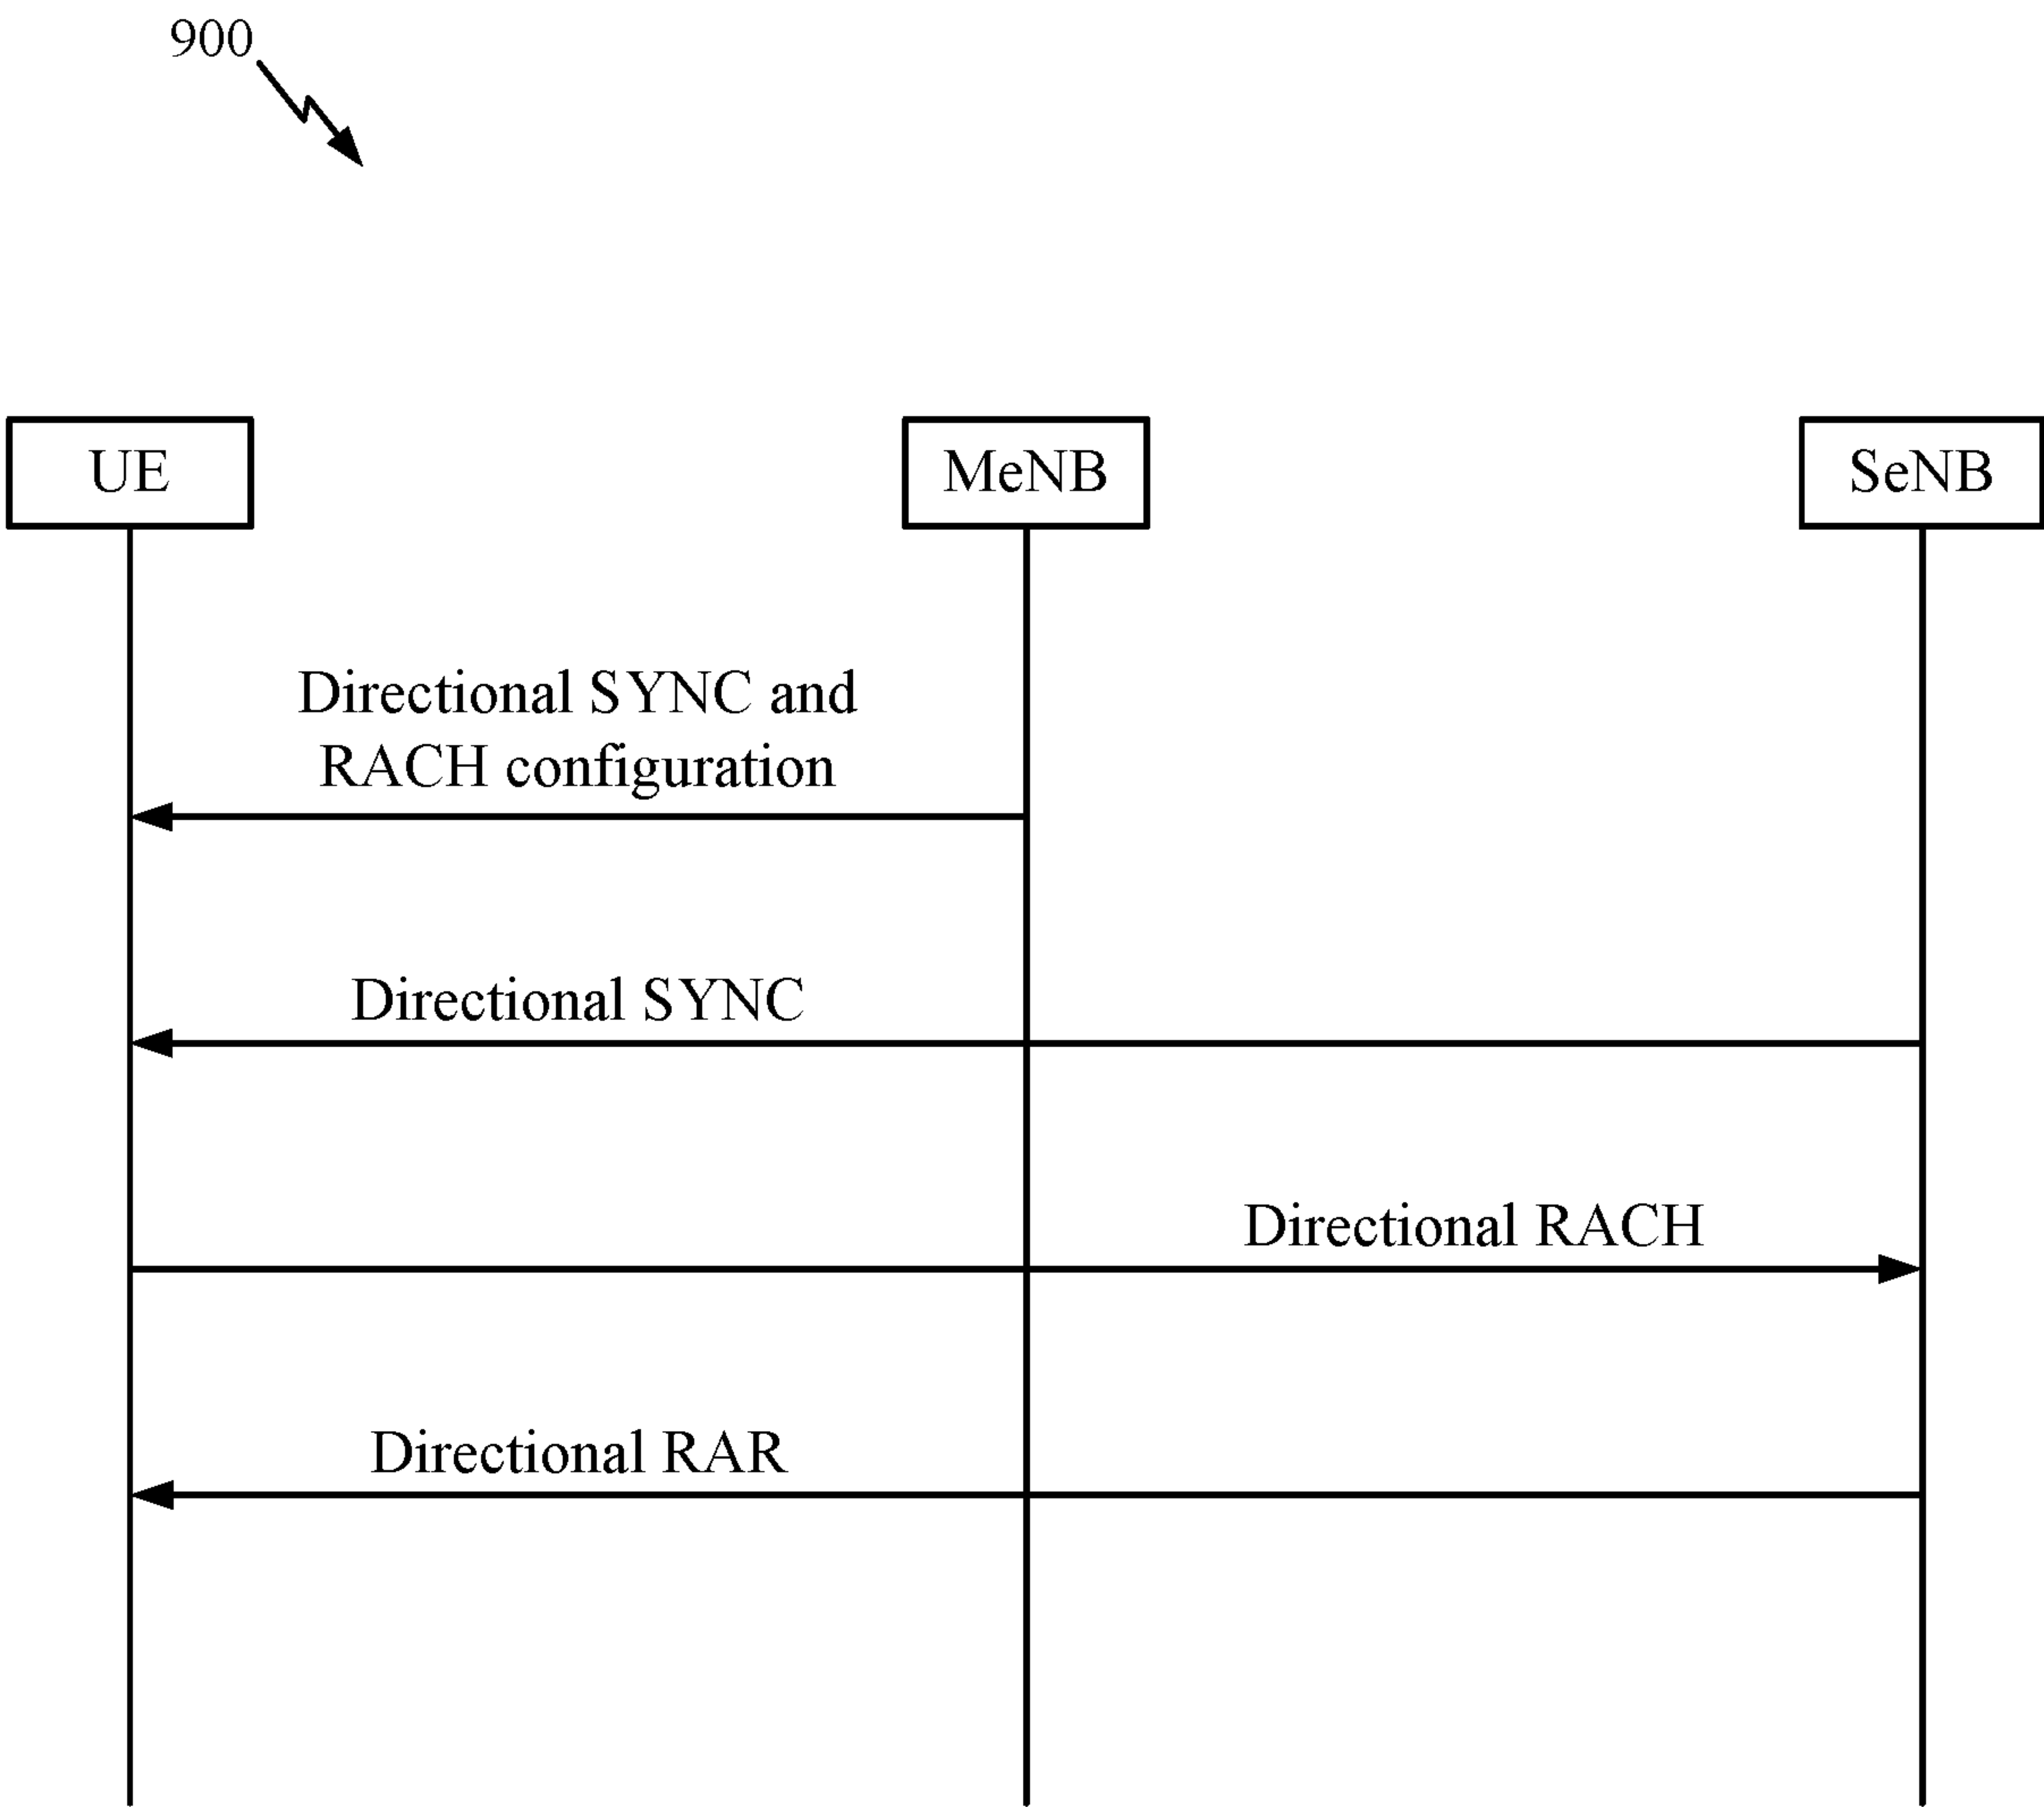 900
UE
MeNB
SeNB
Directional SYNC and
RACH configuration
Directional SYNC
Directional RACH
Directional RAR